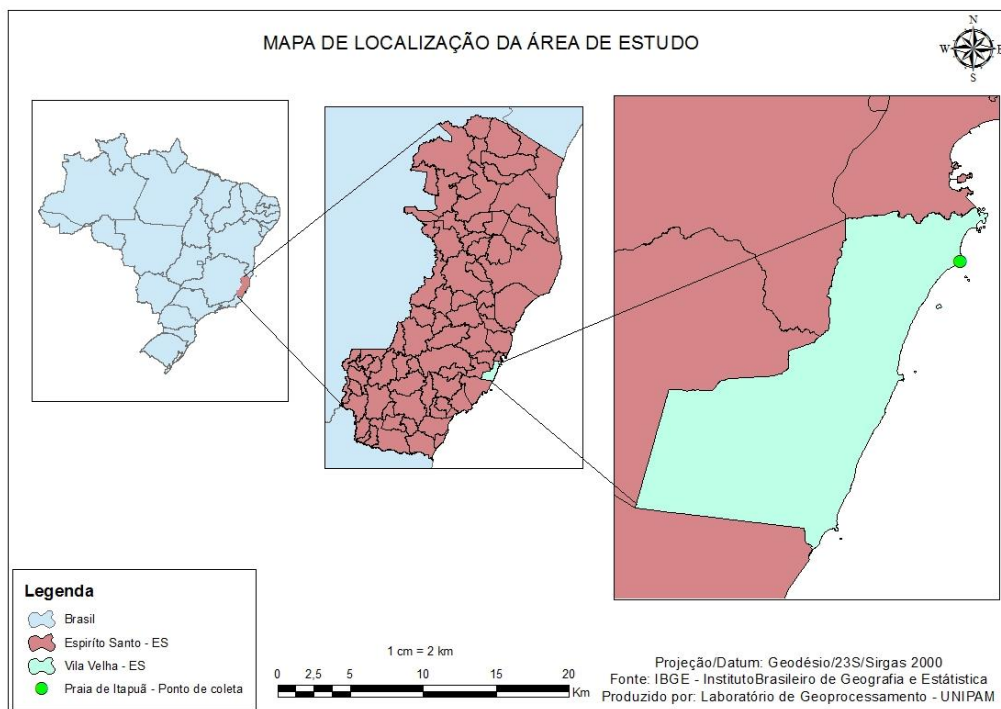 MAPA DE LOCALIZAÇÃO DA ÁREA DE ESTUDO
N
W E
S
Legenda
Brasil
Espiríto Santo - ES
Vila Velha - ES
Praia de Itapuã - Ponto de coleta
1 cm = 2 km
0 2,5 5 10 15 20
Km
Projeção/Datum: Geodésio/23S/Sirgas 2000
Fonte: IBGE - InstitutoBrasileiro de Geografia e Estátistica
Produzido por: Laboratório de Geoprocessamento - UNIPAM